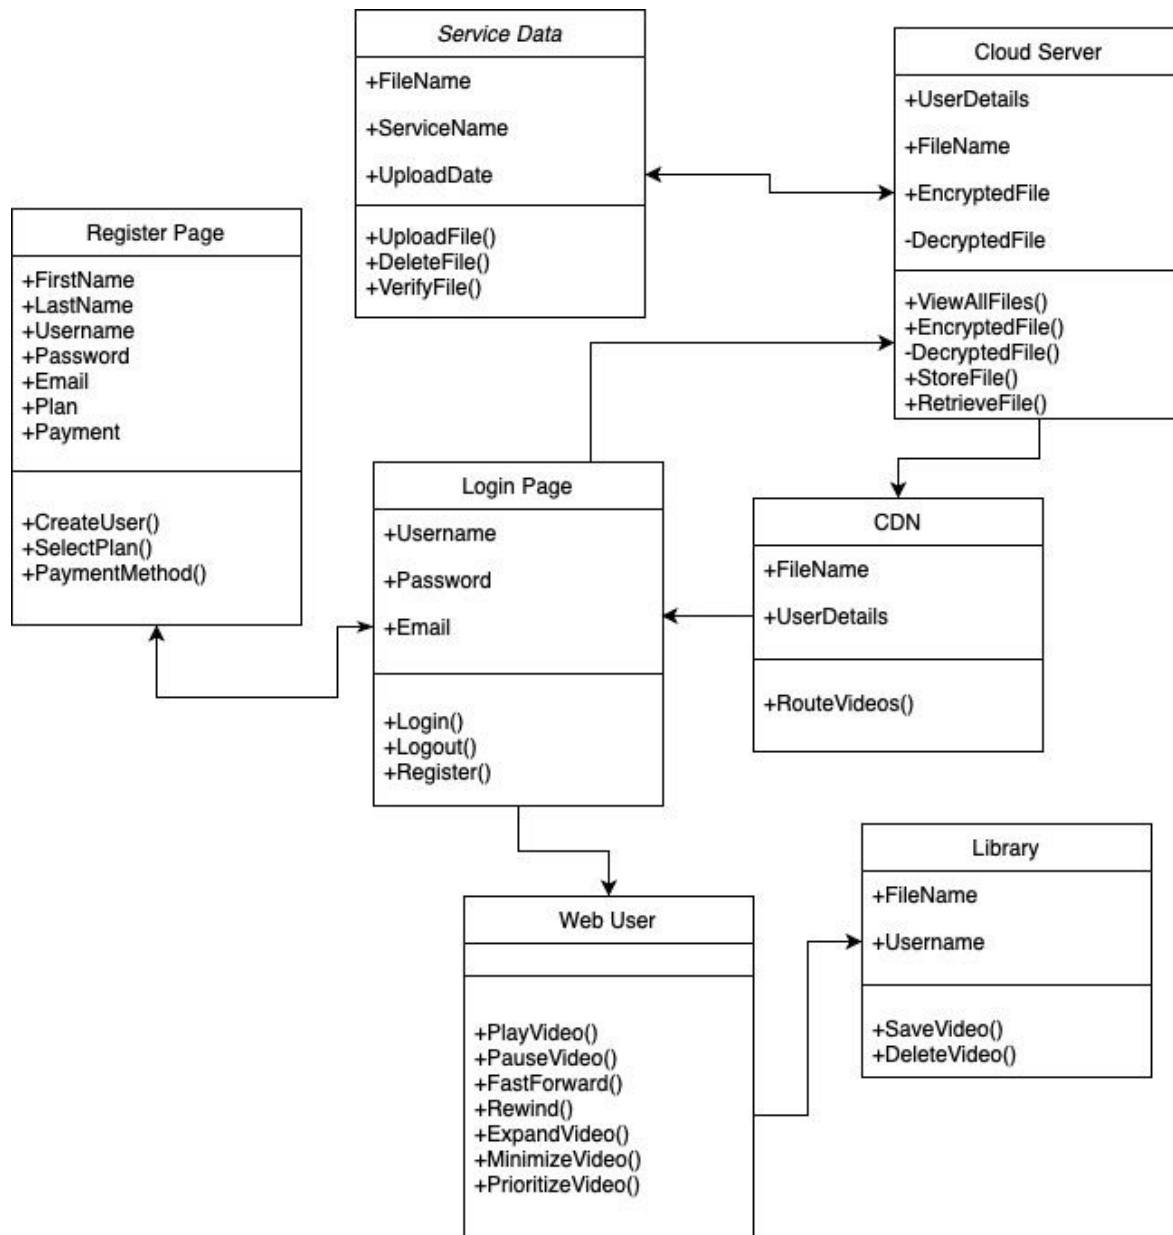 Service Data
+FileName
+ServiceName
+UploadDate
+UploadFile()
+DeleteFile()
+VerifyFile()
Cloud Server
+UserDetails
+FileName
+EncryptedFile
-DecryptedFile
+ViewAllFiles()
+EncryptedFile()
-DecryptedFile()
+StoreFile()
+RetrieveFile()
Register Page
+FirstName
+LastName
+Username
+Password
+Email
+Plan
+Payment
+CreateUser()
+SelectPlan()
+PaymentMethod()
Login Page
+Username
+Password
+Email
+Login()
+Logout()
+Register()
CDN
+FileName
+UserDetails
+RouteVideos()
Web User
+PlayVideo()
+PauseVideo()
+FastForward()
+Rewind()
+ExpandVideo()
+MinimizeVideo()
+PrioritizeVideo()
Library
+FileName
+Username
+SaveVideo()
+DeleteVideo()